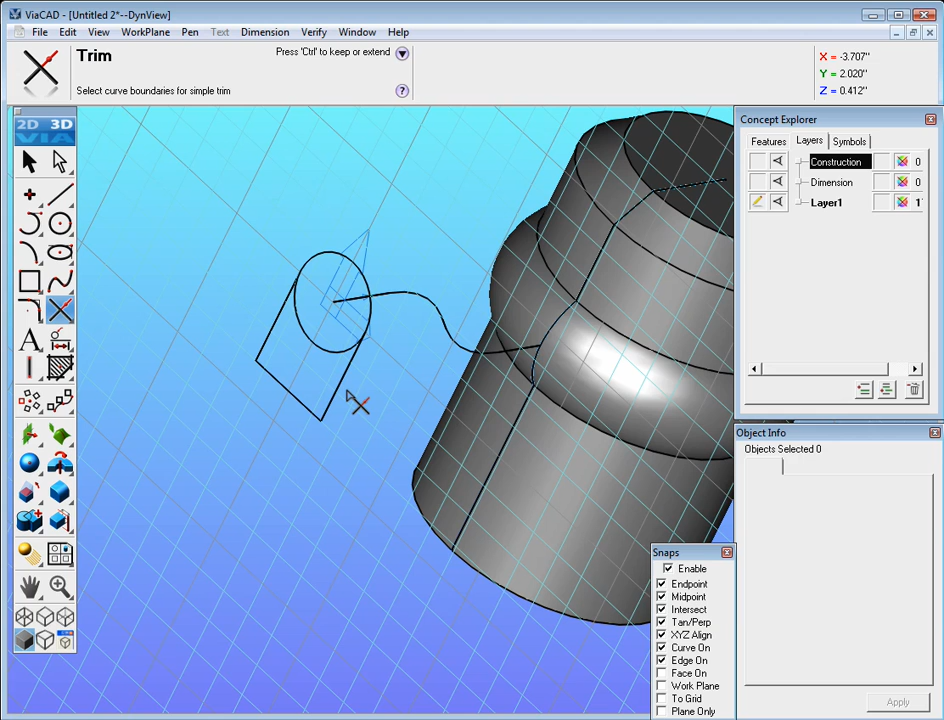 ViaCAD - [Untitled 2*--DynView]
File Edit View WorkPlane Pen Text Dimension Verify Window Help
Trim
Press 'Ctrl' to keep or extend
Select curve boundaries for simple trim
X = -3.707"
Y = 2.020"
Z = 0.412"
2D 3D
VIA
A
Concept Explorer
Features Layers Symbols
Construction 0
Dimension 0
Layer1 1
Object Info
Objects Selected 0
Snaps
Enable
Endpoint
Midpoint
Intersect
Tan/Perp
XYZ Align
Curve On
Edge On
Face On
Work Plane
To Grid
Plane Only
Apply